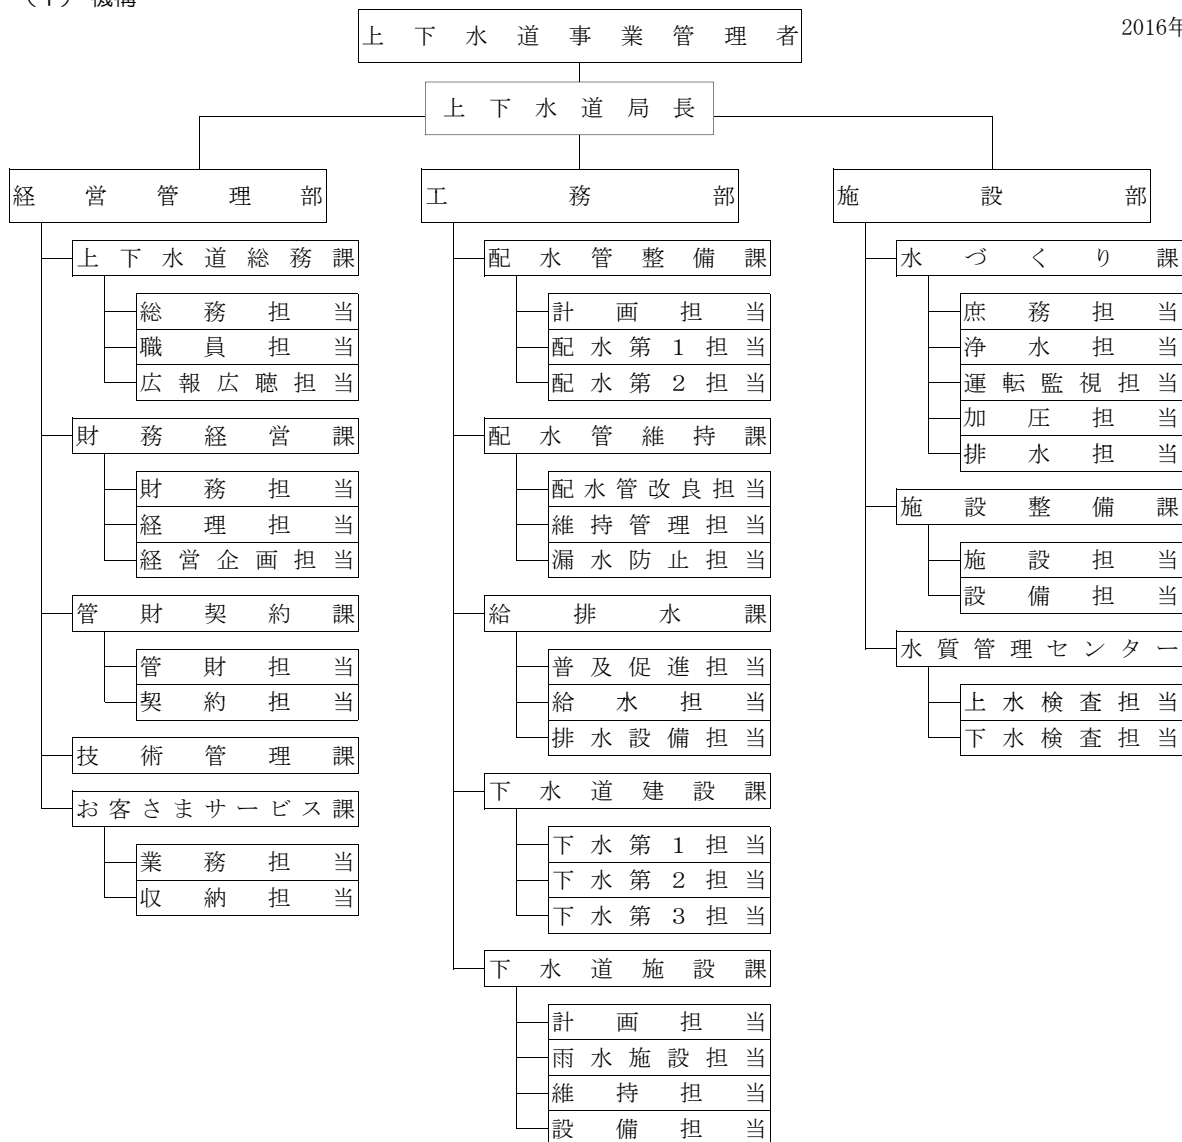 (1) 機構
2016年
上下水道事業管理者
上下水道局長
経営管理部
上下水道総務課
総務担当
職員担当
広報広聴担当
財務経営課
財務担当
経理担当
経営企画担当
管財契約課
管財担当
契約担当
技術管理課
お客さまサービス課
業務担当
収納担当
工務部
配水管整備課
計画担当
配水第1担当
配水第2担当
配水管維持課
配水管改良担当
維持管理担当
漏水防止担当
給排水課
普及促進担当
給水担当
排水設備担当
下水道建設課
下水第1担当
下水第2担当
下水第3担当
下水道施設課
計画担当
雨水施設担当
維持担当
設備担当
施設部
水づくり課
庶務担当
浄水担当
運転監視担当
加圧担当
排水担当
施設整備課
施設担当
設備担当
水質管理センター
上水検査担当
下水検査担当